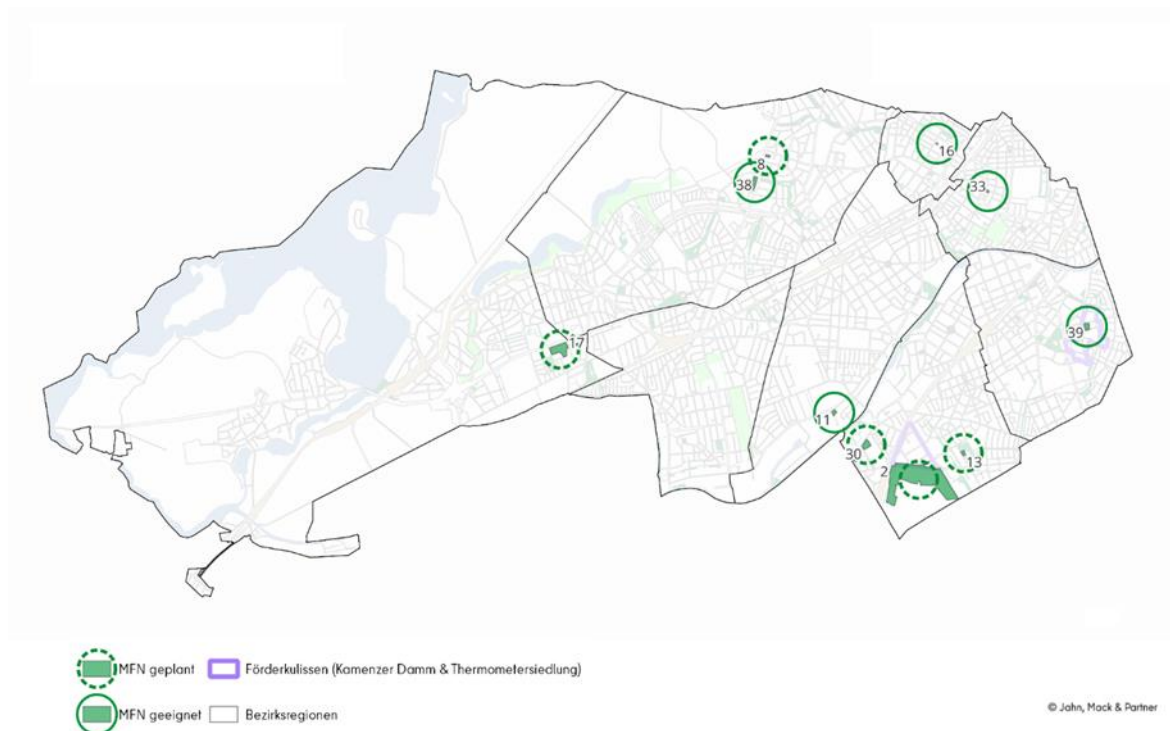 16
8
38
33
39
17
11
30
2
13
MFN geplant
Förderkulissen (Kamenzer Damm & Thermometersiedlung)
MFN geeignet
Bezirksregionen
© Jahn, Mack & Partner